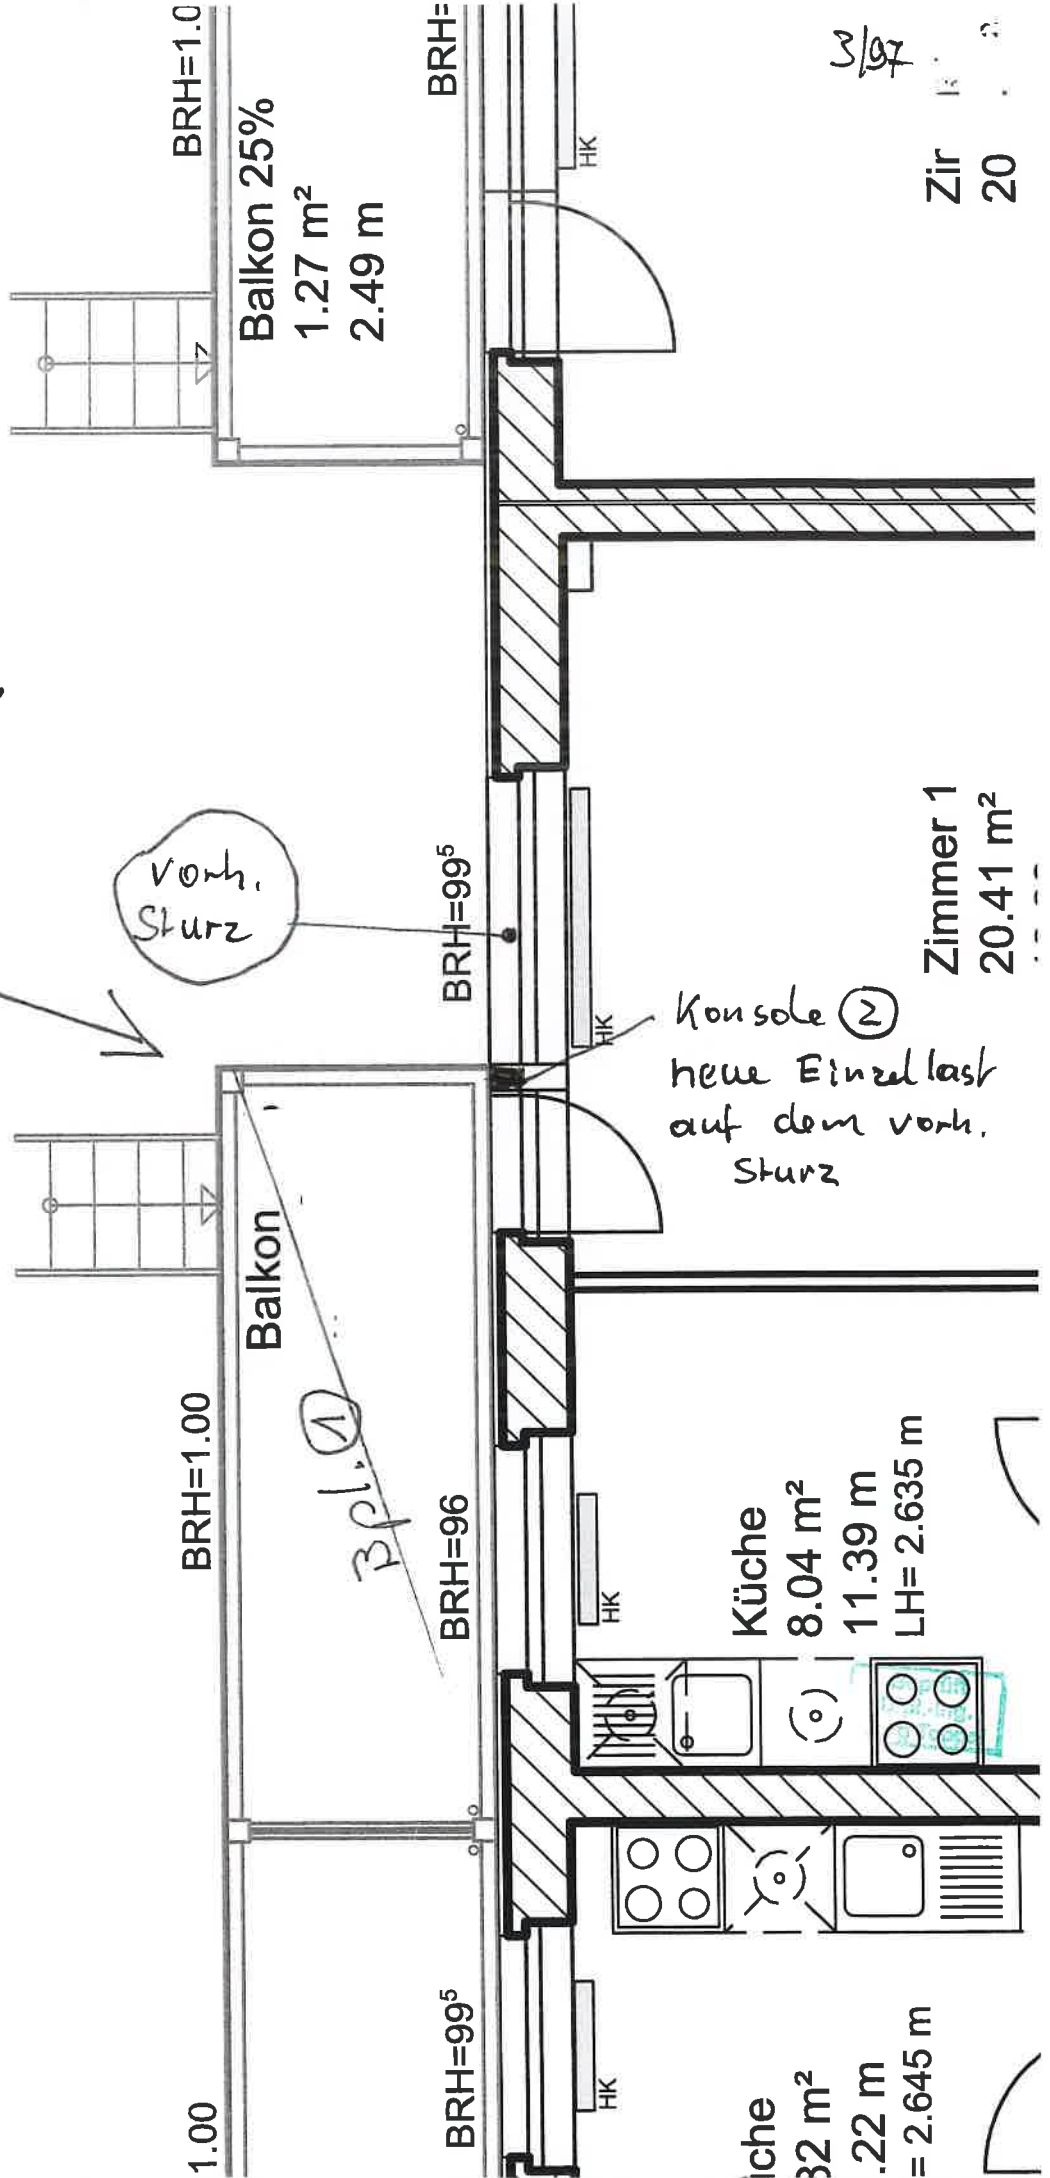 3/97
BRH=1.0
BRH=
Balkon 25%
1.27 m²
2.49 m
HK
Zir
20
vorh.
Sturz
BRH=99⁵
HK
Zimmer 1
20.41 m²
Konsole ②
neue Einzellast
auf dem vorh.
Sturz
Balkon
BRH=1.00
Bpl. ①
BRH=96
HK
Küche
8.04 m²
11.39 m
LH= 2.635 m
1.00
BRH=99⁵
HK
iche
32 m²
.22 m
= 2.645 m